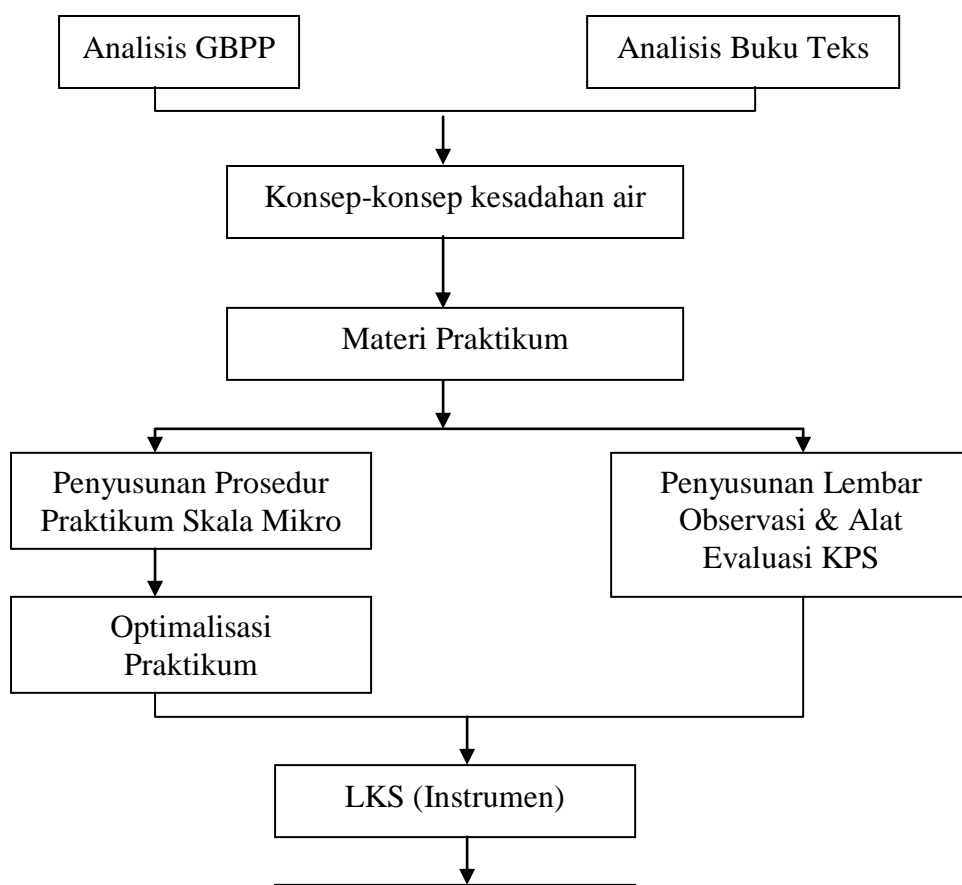 Analisis GBPP
Analisis Buku Teks
Konsep-konsep kesadahan air
Materi Praktikum
Penyusunan Prosedur
Praktikum Skala Mikro
Penyusunan Lembar
Observasi & Alat
Evaluasi KPS
Optimalisasi
Praktikum
LKS (Instrumen)